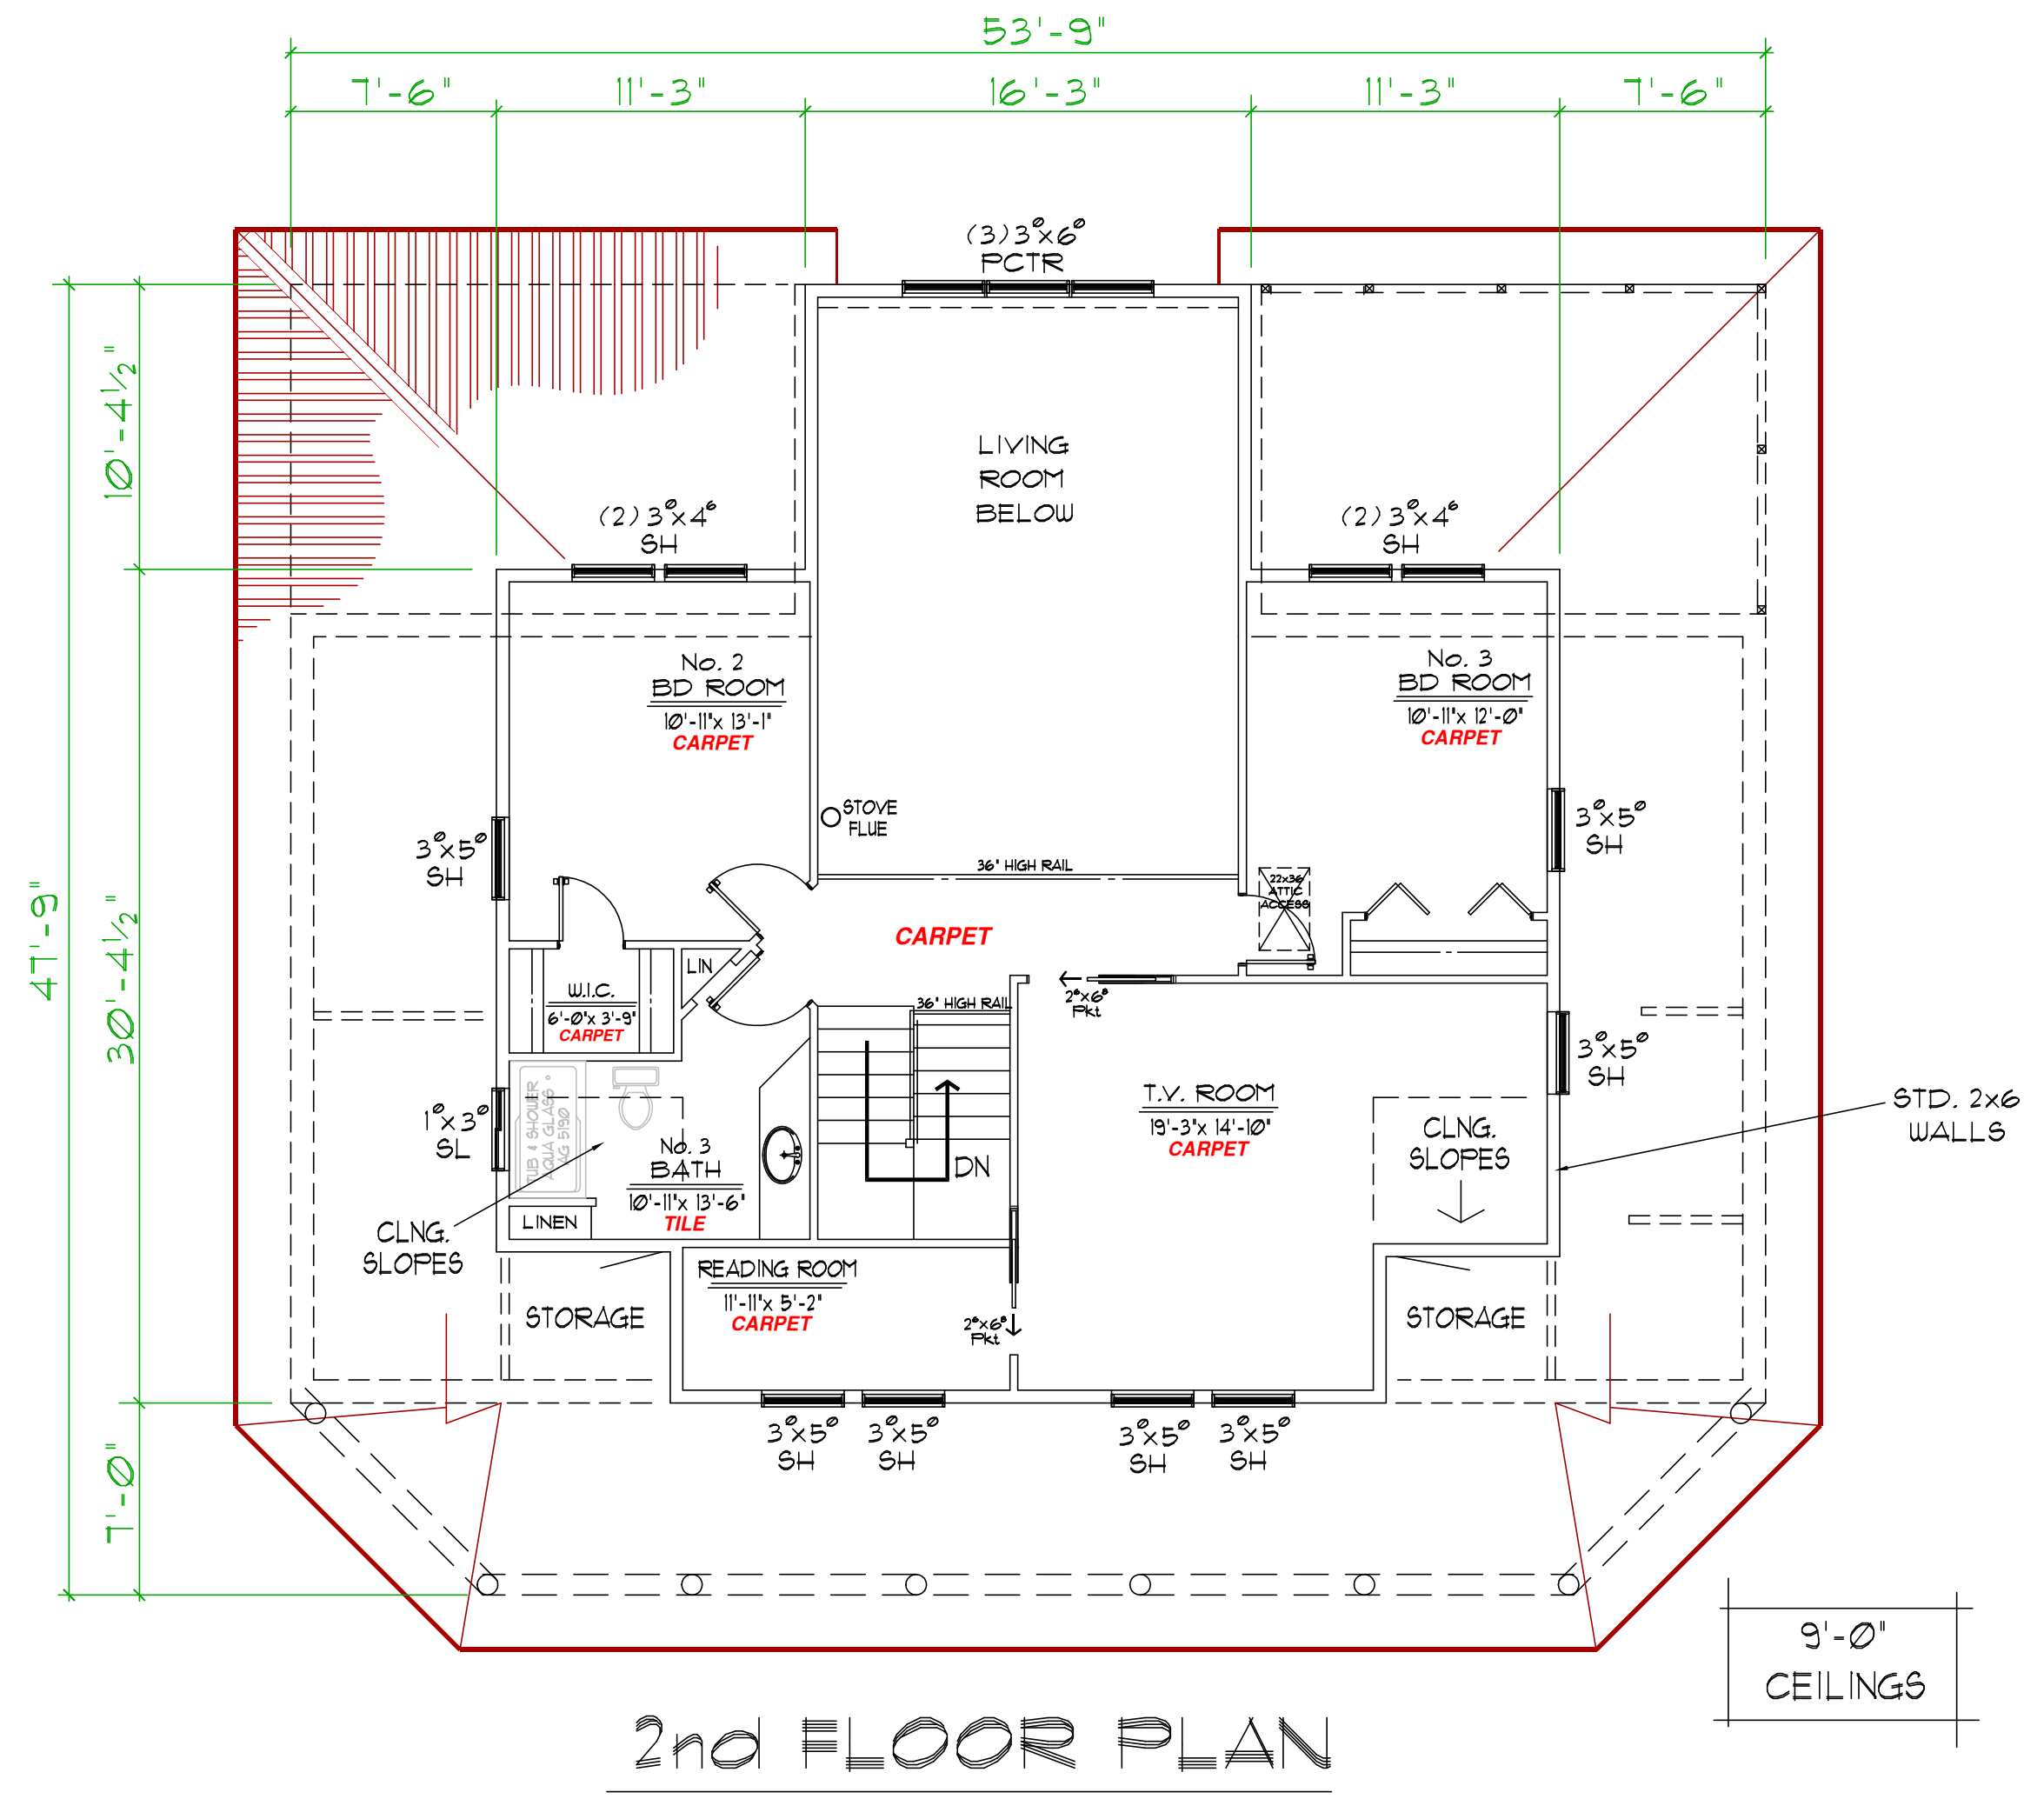 53'-9"
7'-6"
11'-3"
16'-3"
11'-3"
7'-6"
47'-9"
10'-4½"
30'-4½"
7'-0"
(3) 3⁰x6⁰
PCTR
LIVING
ROOM
BELOW
(2) 3⁰x4⁶
SH
(2) 3⁰x4⁶
SH
No. 2
BD ROOM
10'-11"x 13'-1"
CARPET
No. 3
BD ROOM
10'-11"x 12'-0"
CARPET
STOVE
FLUE
3⁰x5⁰
SH
3⁰x5⁰
SH
36" HIGH RAIL
22x36
ATTIC
ACCESS
CARPET
LIN
W.I.C.
6'-0"x 3'-9"
CARPET
36" HIGH RAIL
2⁶x6⁸
Pkt
3⁰x5⁰
SH
1⁰x3⁰
SL
TUB & SHOWER
AQUA GLASS
AG 5190
No. 3
BATH
10'-11"x 13'-6"
TILE
LINEN
DN
T.V. ROOM
19'-3"x 14'-10"
CARPET
CLNG.
SLOPES
STD. 2x6
WALLS
CLNG.
SLOPES
READING ROOM
11'-11"x 5'-2"
CARPET
STORAGE
2⁶x6⁸
Pkt
STORAGE
3⁰x5⁰
SH
3⁰x5⁰
SH
3⁰x5⁰
SH
3⁰x5⁰
SH
9'-0"
CEILINGS
2nd FLOOR PLAN